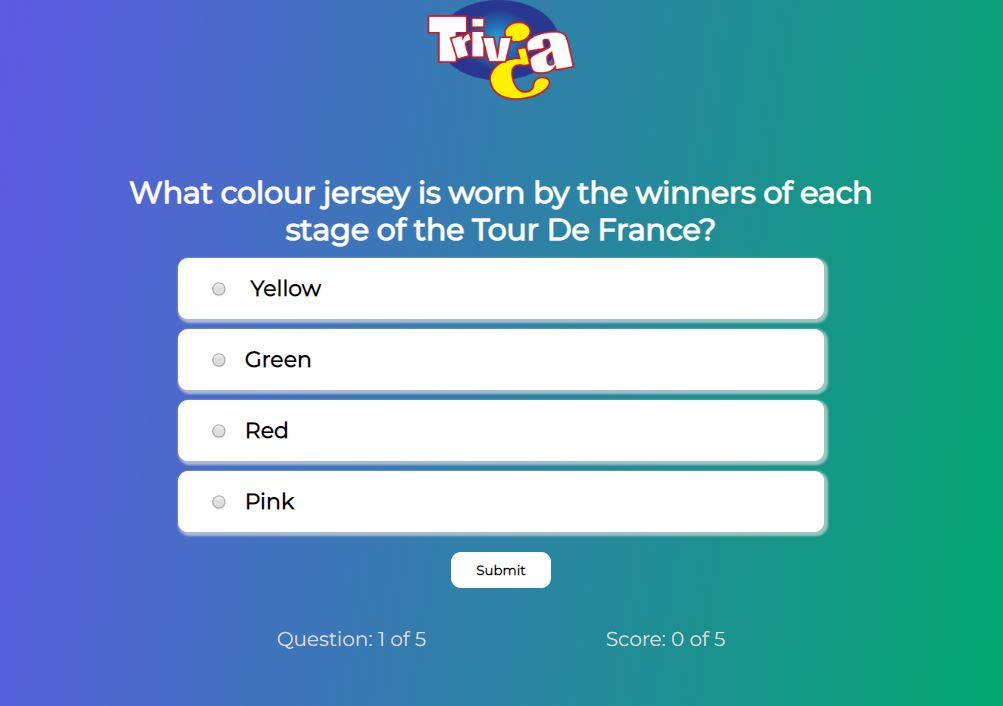 Trivia
What colour jersey is worn by the winners of each
stage of the Tour De France?
Yellow
Green
Red
Pink
Submit
Question: 1 of 5
Score: 0 of 5